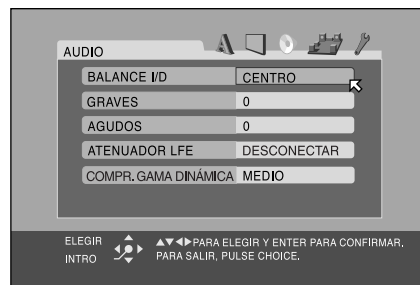 AUDIO
BALANCE I/D CENTRO
GRAVES 0
AGUDOS 0
ATENUADOR LFE DESCONECTAR
COMPR. GAMA DINÁMICA MEDIO
ELEGIR ▲▼◀▶PARA ELEGIR Y ENTER PARA CONFIRMAR,
INTRO PARA SALIR, PULSE CHOICE.